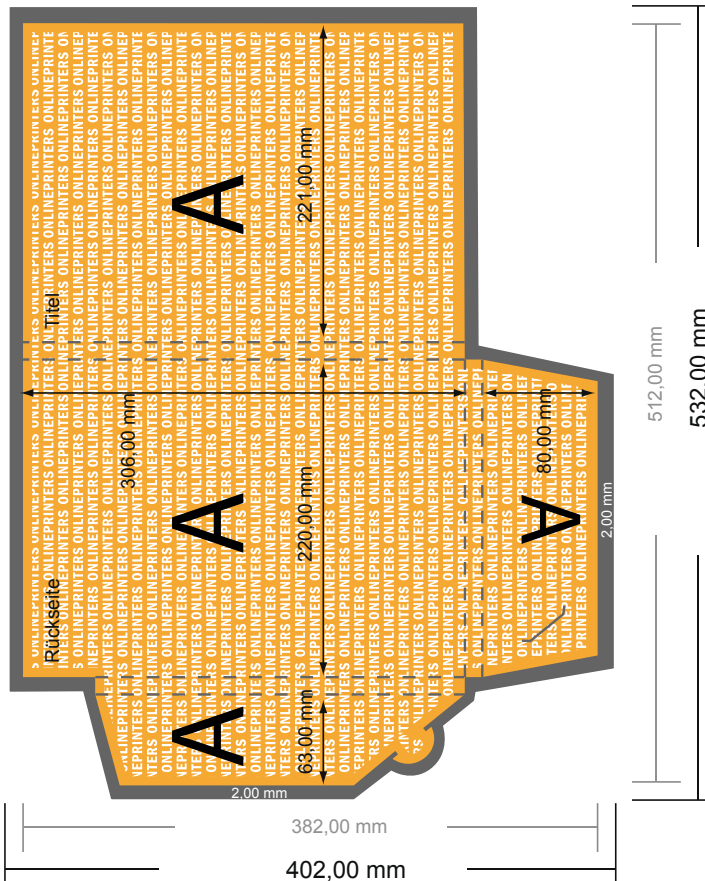 ONLINEPRINTERS ONLINEPRINTERS ONLINEPRINTERS
A
221,00 mm
Titel
306,00 mm
A
220,00 mm
Rückseite
80,00 mm
A
2,00 mm
A
63,00 mm
2,00 mm
512,00 mm
532,00 mm
382,00 mm
402,00 mm